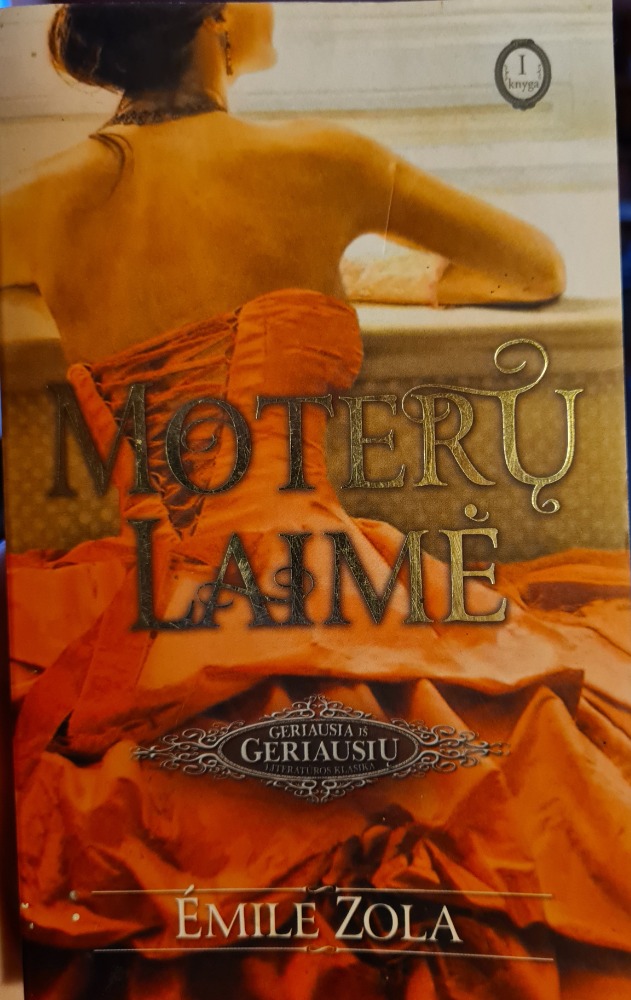 I
knyga
MOTERŲ
LAIMĖ
GERIAUSIA IŠ
GERIAUSIŲ
LITERATŪROS KLASIKA
ÉMILE ZOLA